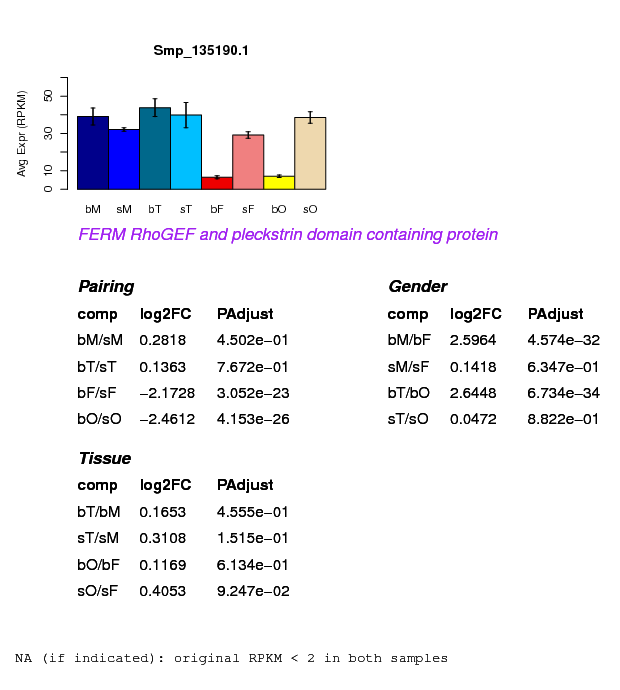 Smp_135190.1
Avg Expr (RPKM)
0 10 30 50
bM sM bT sT bF sF bO sO
FERM RhoGEF and pleckstrin domain containing protein
Pairing
comp log2FC PAdjust
bM/sM 0.2818 4.502e−01
bT/sT 0.1363 7.672e−01
bF/sF −2.1728 3.052e−23
bO/sO −2.4612 4.153e−26
Gender
comp log2FC PAdjust
bM/bF 2.5964 4.574e−32
sM/sF 0.1418 6.347e−01
bT/bO 2.6448 6.734e−34
sT/sO 0.0472 8.822e−01
Tissue
comp log2FC PAdjust
bT/bM 0.1653 4.555e−01
sT/sM 0.3108 1.515e−01
bO/bF 0.1169 6.134e−01
sO/sF 0.4053 9.247e−02
NA (if indicated): original RPKM < 2 in both samples